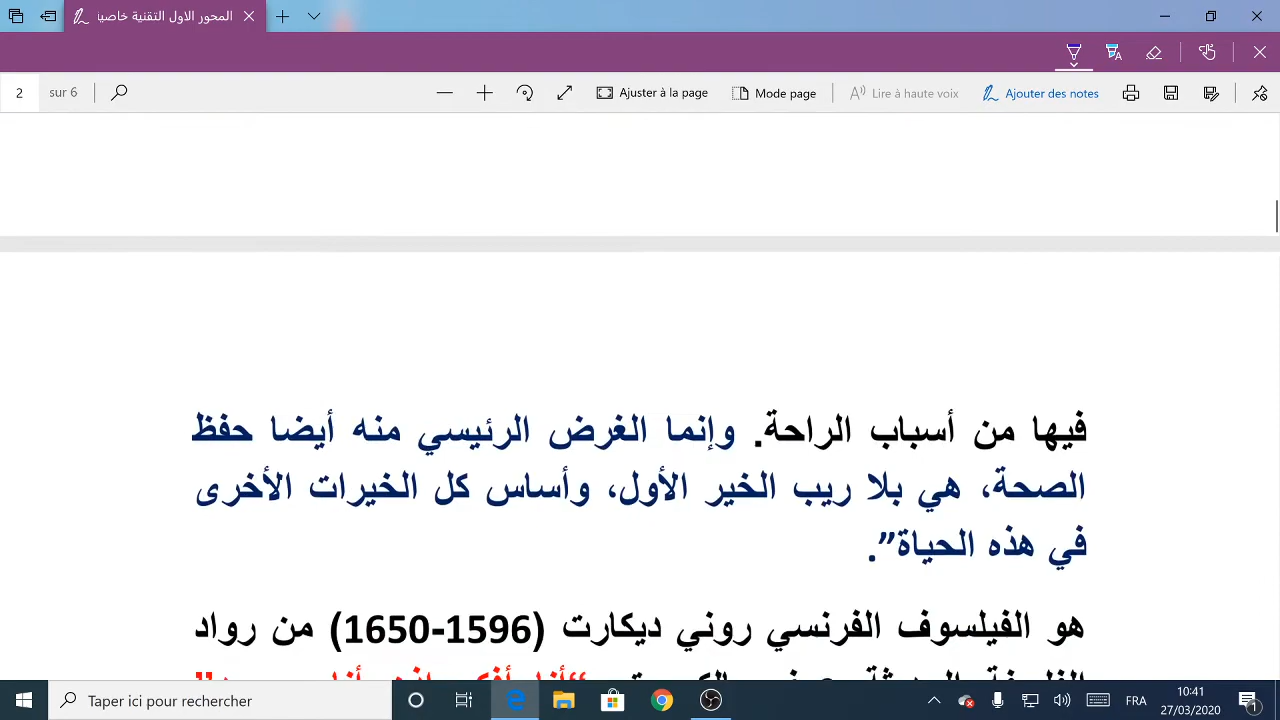 المحور الاول التقنية خاصيا
2
sur 6
Ajuster à la page
Mode page
Lire à haute voix
Ajouter des notes
فيها من أسباب الراحة. وإنما الغرض الرئيسي منه أيضا حفظ
الصحة، هي بلا ريب الخير الأول، وأساس كل الخيرات الأخرى
في هذه الحياة”.
هو الفيلسوف الفرنسي روني ديكارت (1596-1650) من رواد
Taper ici pour rechercher
FRA
10:41
27/03/2020
1